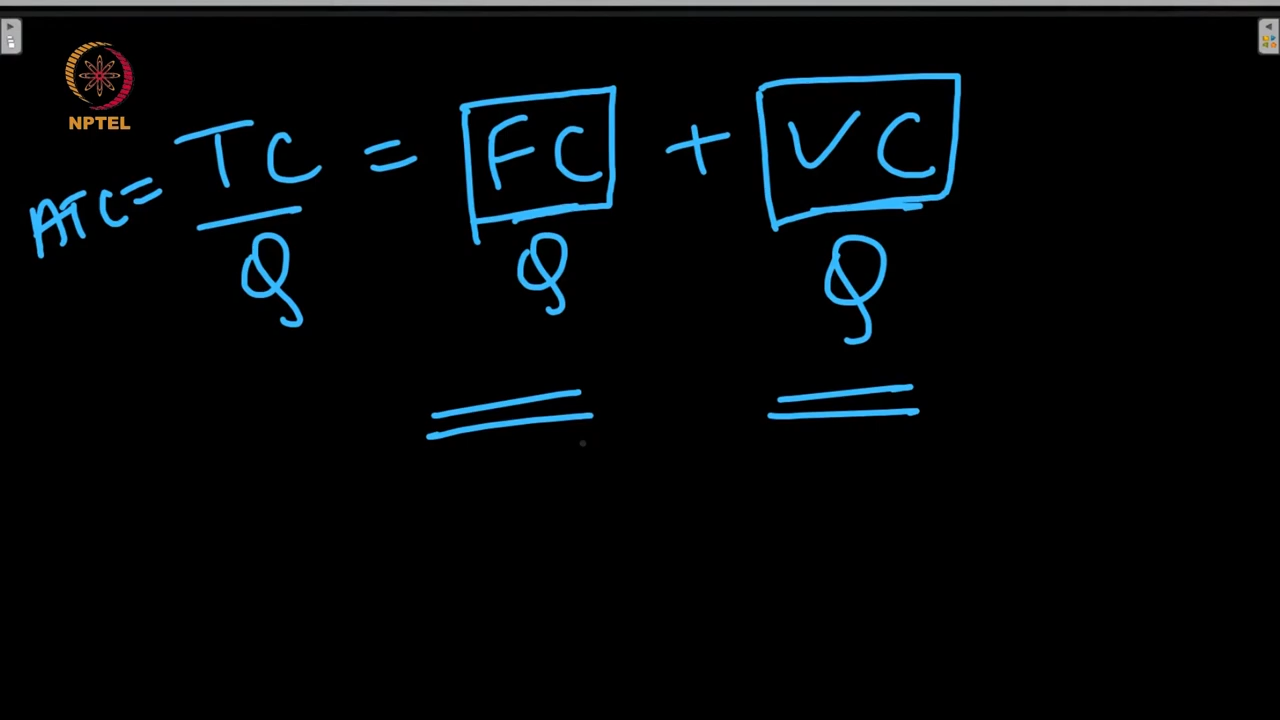 NPTEL
ATC = TC / Q = FC / Q + VC / Q